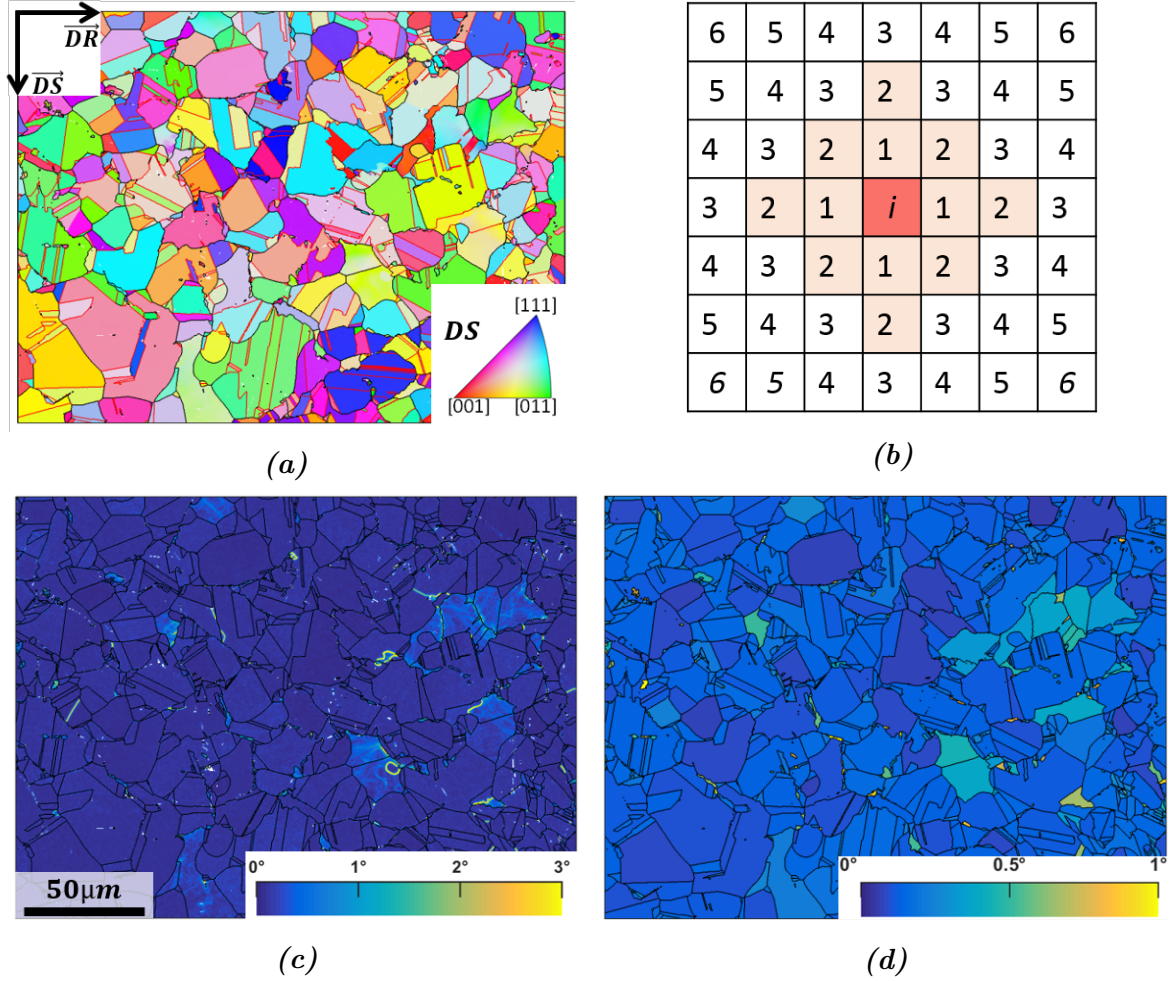 DR
DS
DS
[111]
[001] [011]
(a)
6 5 4 3 4 5 6
5 4 3 2 3 4 5
4 3 2 1 2 3 4
3 2 1 i 1 2 3
4 3 2 1 2 3 4
5 4 3 2 3 4 5
6 5 4 3 4 5 6
(b)
50μm
0° 1° 2° 3°
(c)
0° 0.5° 1°
(d)